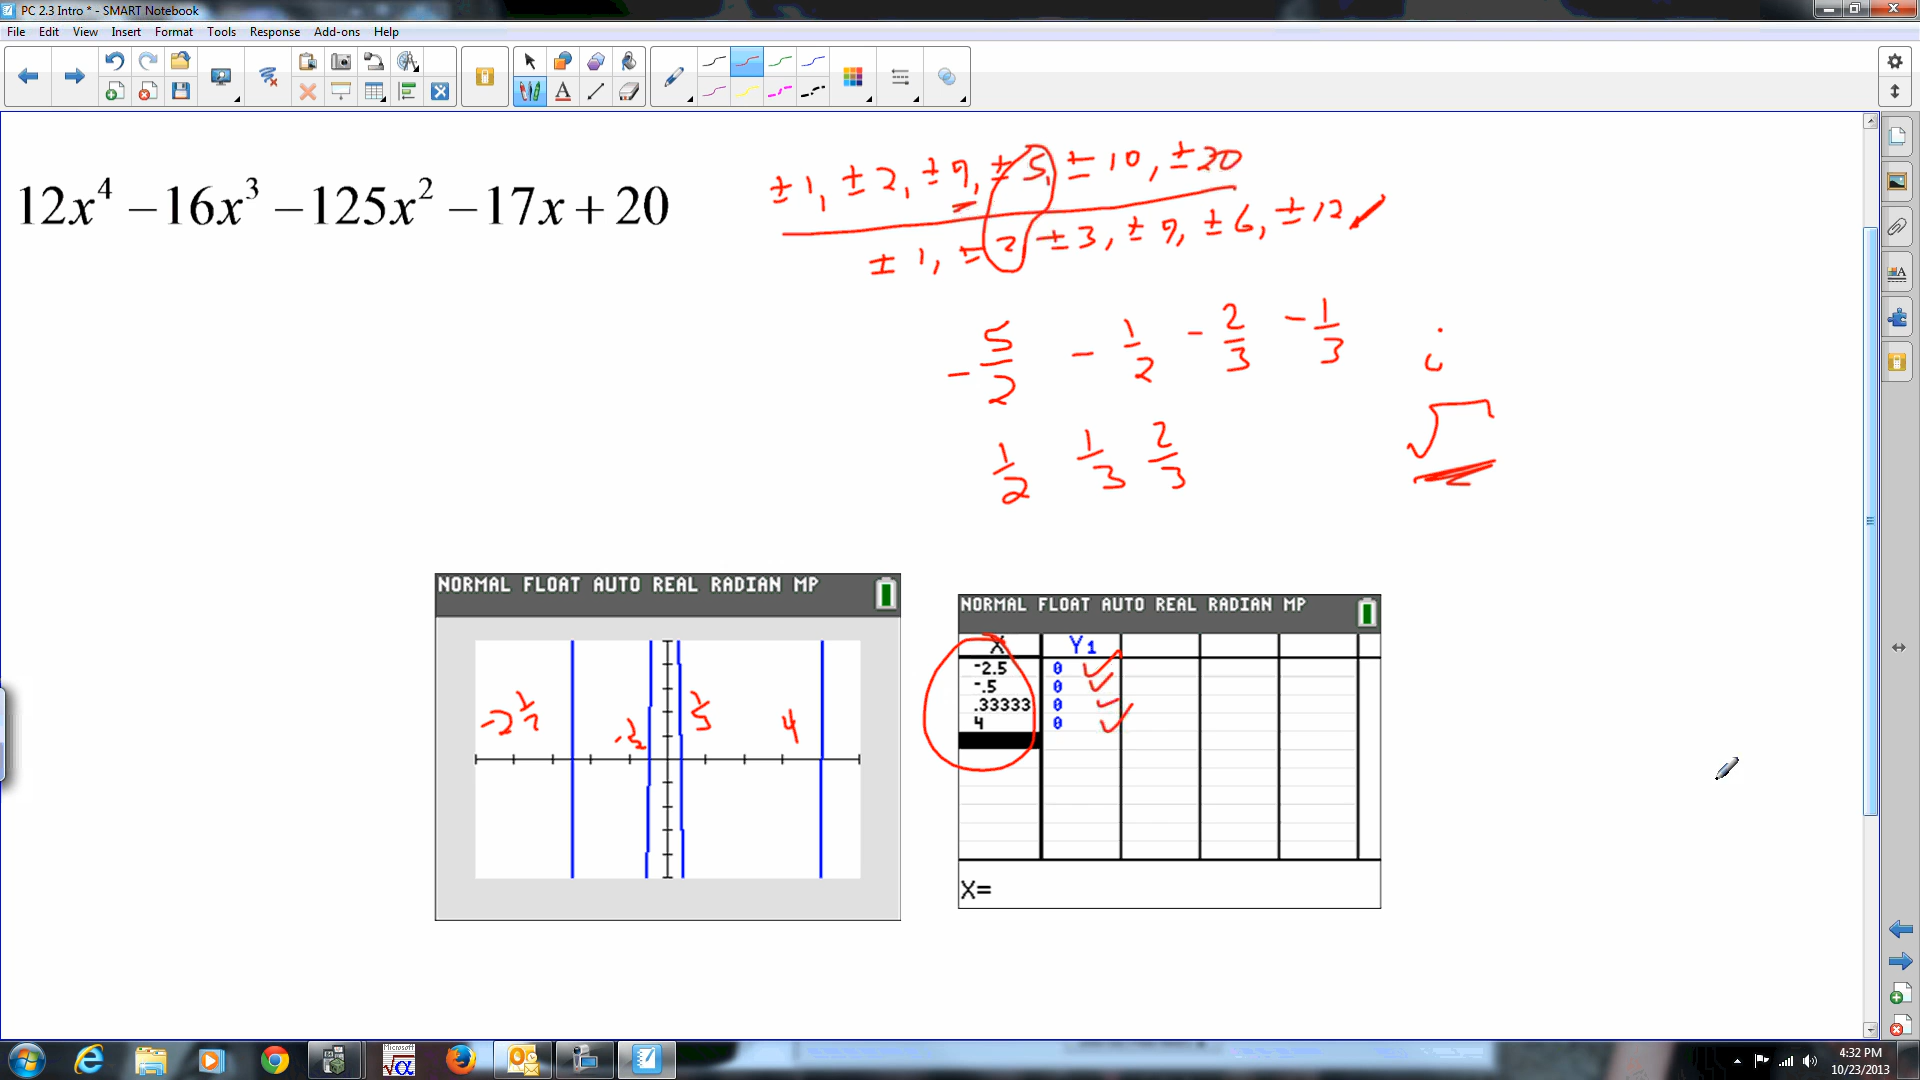 PC 2.3 Intro * - SMART Notebook
File Edit View Insert Format Tools Response Add-ons Help
12x⁴ − 16x³ − 125x² − 17x + 20
±1, ±2, ±4, ±5, ±10, ±20
±1, ±2 ±3, ±4, ±6, ±12
-5/2 -1/2 -2/3 -1/3 i
1/2 1/3 2/3 √
NORMAL FLOAT AUTO REAL RADIAN MP
-2 1/2 -1/2 1/3 4
NORMAL FLOAT AUTO REAL RADIAN MP
X Y1
-2.5 0
-.5 0
.33333 0
4 0
X=
Microsoft
√α
4:32 PM
10/23/2013